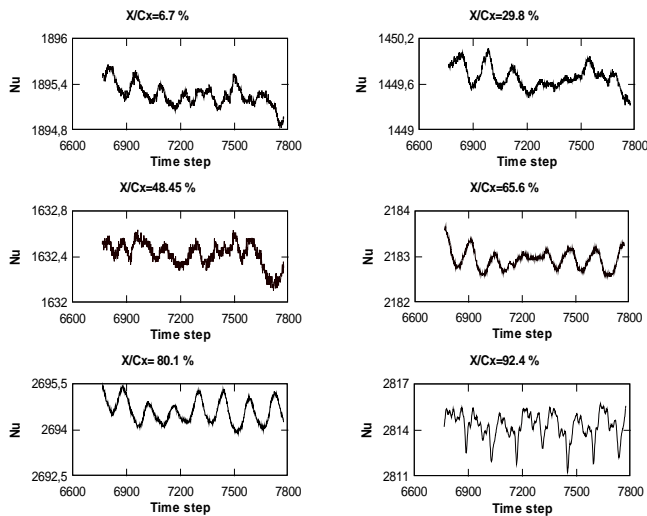 X/Cx=6.7 %
1896
1895,4
1894,8
Nu
6600 6900 7200 7500 7800
Time step
X/Cx=29.8 %
1450,2
1449,6
1449
Nu
6600 6900 7200 7500 7800
Time step
X/Cx=48.45 %
1632,8
1632,4
1632
Nu
6600 6900 7200 7500 7800
Time step
X/Cx=65.6 %
2184
2183
2182
Nu
6600 6900 7200 7500 7800
Time step
X/Cx= 80.1 %
2695,5
2694
2692,5
Nu
6600 6900 7200 7500 7800
Time step
X/Cx=92.4 %
2817
2814
2811
Nu
6600 6900 7200 7500 7800
Time step